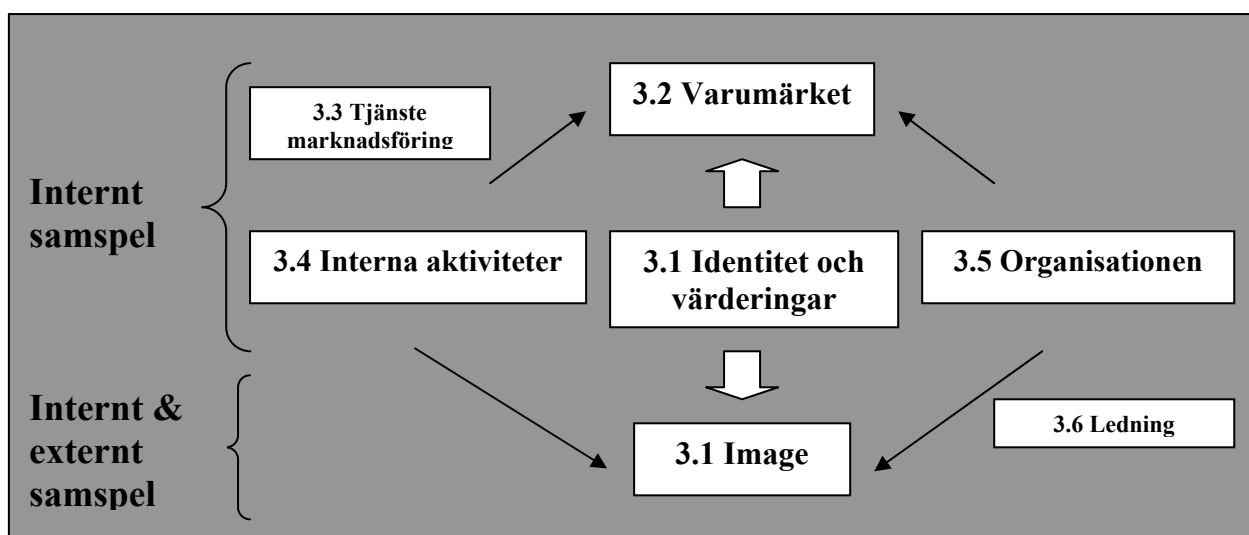 3.2 Varumärket
3.3 Tjänste
marknadsföring
Internt
samspel
3.4 Interna aktiviteter
3.1 Identitet och
värderingar
3.5 Organisationen
Internt &
externt
samspel
3.1 Image
3.6 Ledning